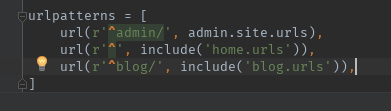 urlpatterns = [
    url(r'^admin/', admin.site.urls),
    url(r'^', include('home.urls')),
    url(r'^blog/', include('blog.urls')),
]